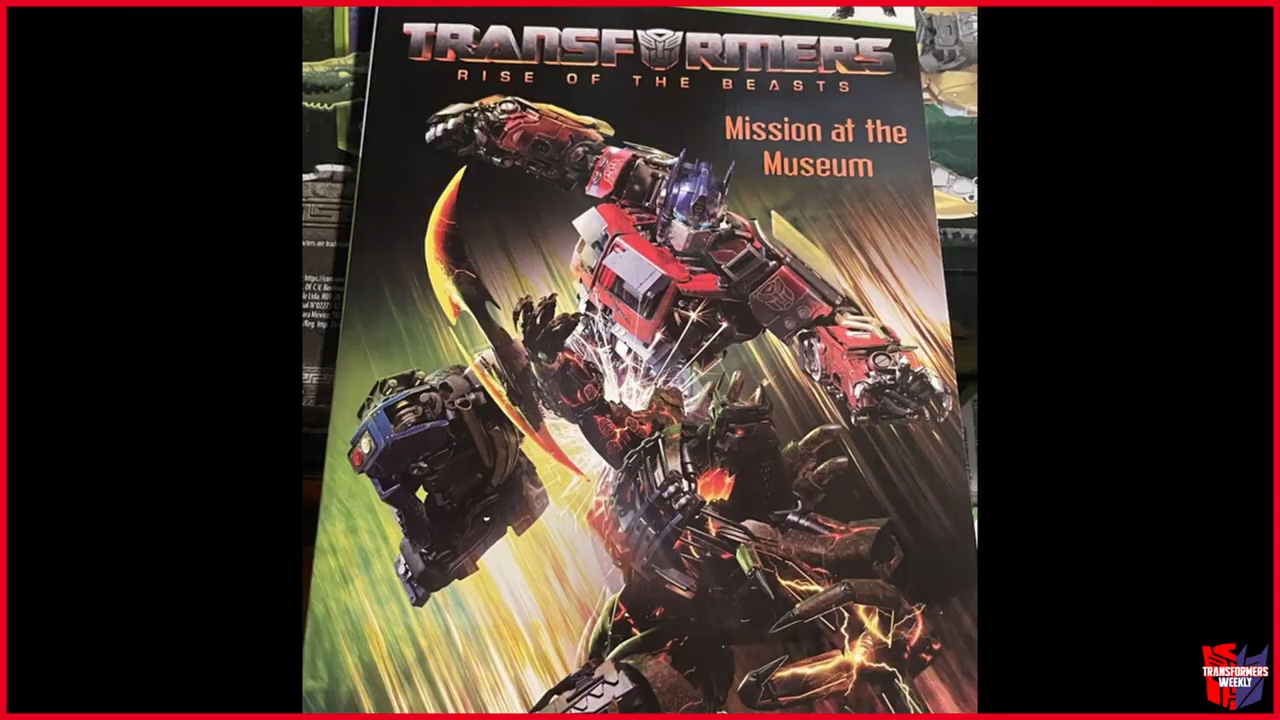 TRANSFORMERS
RISE OF THE BEASTS
Mission at the
Museum
TRANSFORMERS
WEEKLY